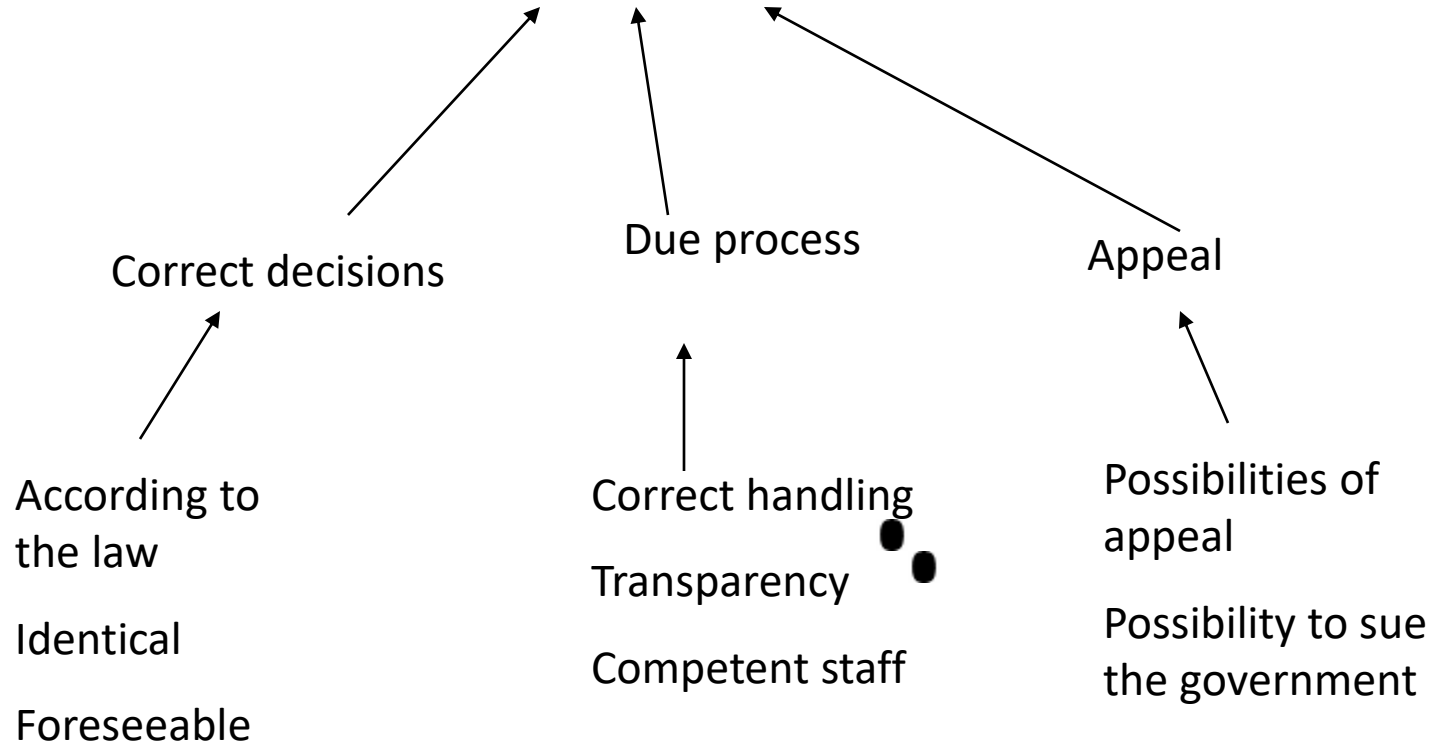 Correct decisions
Due process
Appeal
According to
the law
Identical
Foreseeable
Correct handling
Transparency
Competent staff
Possibilities of
appeal
Possibility to sue
the government